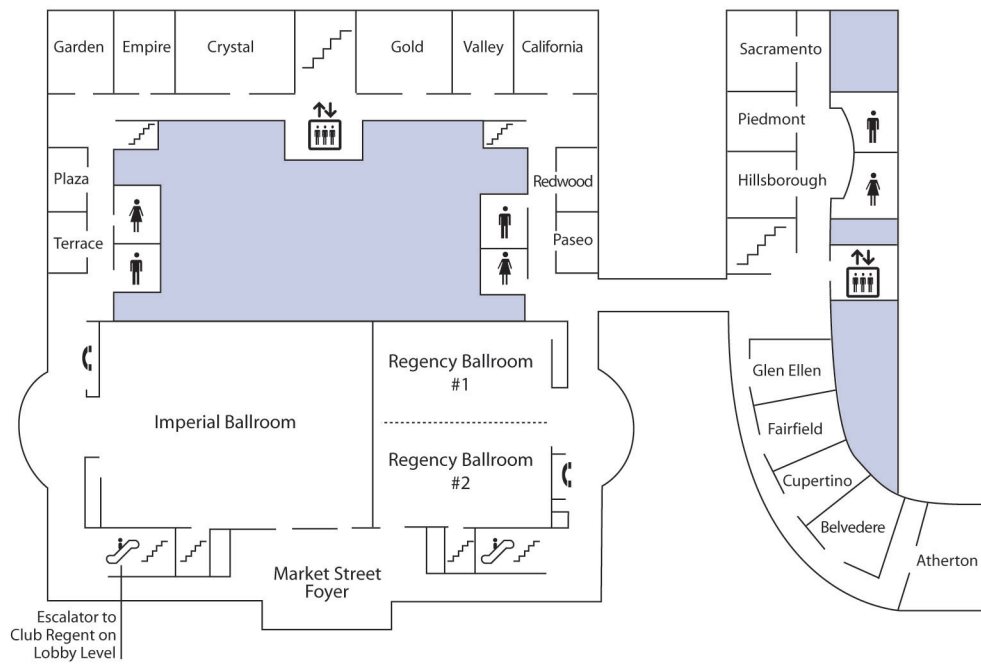 Garden
Empire
Crystal
Gold
Valley
California
Sacramento
Piedmont
Hillsborough
Plaza
Redwood
Terrace
Paseo
Regency Ballroom
#1
Imperial Ballroom
Regency Ballroom
#2
Glen Ellen
Fairfield
Cupertino
Belvedere
Atherton
Market Street
Foyer
Escalator to
Club Regent on
Lobby Level